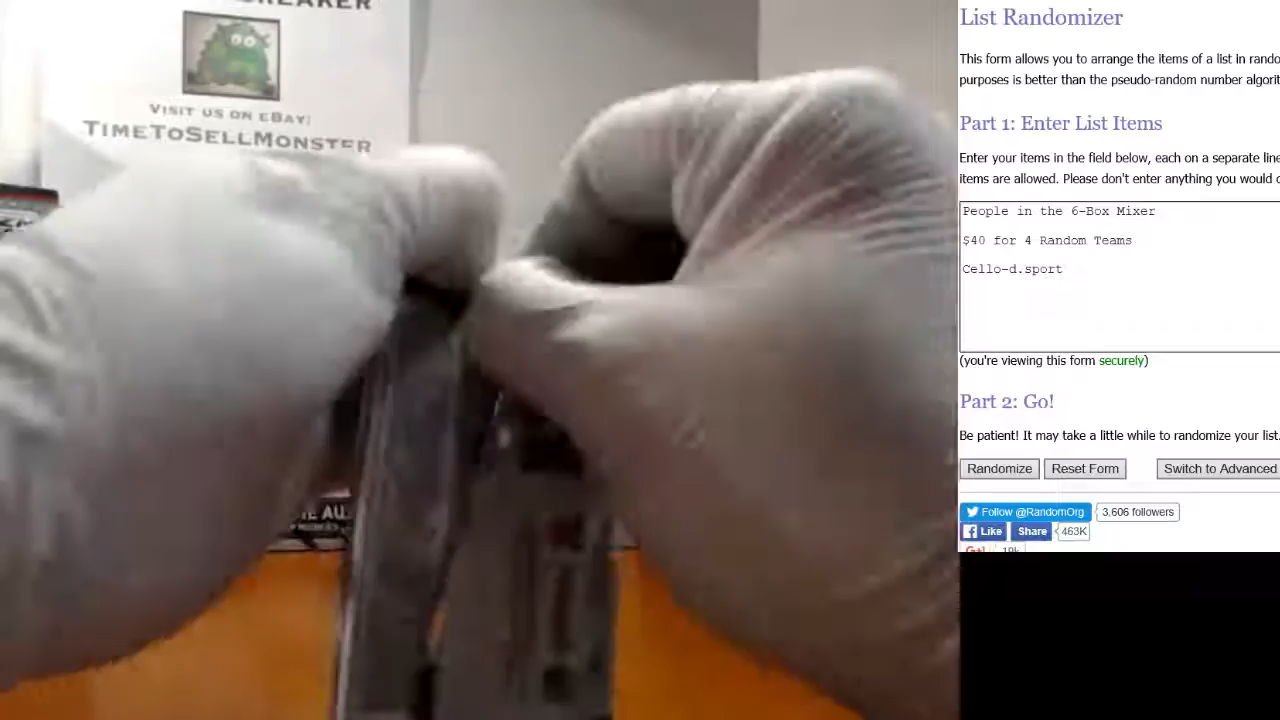 VISIT US ON EBAY:
TIMETOSELLMONSTER
List Randomizer
This form allows you to arrange the items of a list in rando
purposes is better than the pseudo-random number algorit
Part 1: Enter List Items
Enter your items in the field below, each on a separate line
items are allowed. Please don't enter anything you would
People in the 6-Box Mixer
$40 for 4 Random Teams
Cello-d.sport
(you're viewing this form securely)
Part 2: Go!
Be patient! It may take a little while to randomize your list.
Randomize Reset Form Switch to Advanced
Follow @RandomOrg 3,606 followers
Like Share 463K